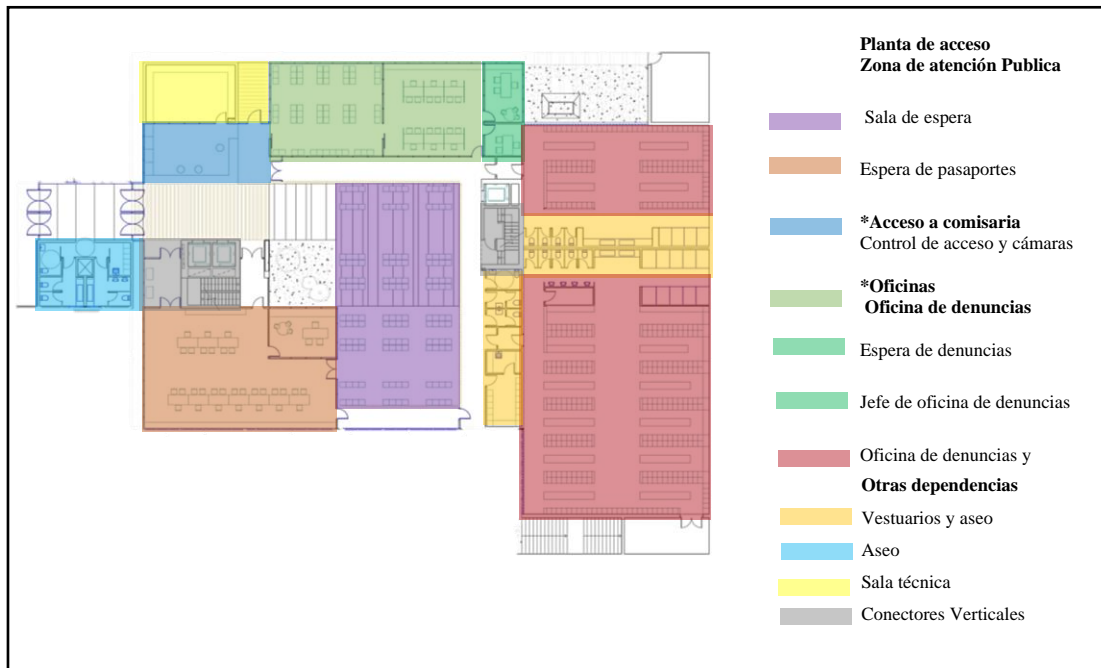 Planta de acceso
Zona de atención Publica
Sala de espera
Espera de pasaportes
*Acceso a comisaria
Control de acceso y cámaras
*Oficinas
Oficina de denuncias
Espera de denuncias
Jefe de oficina de denuncias
Oficina de denuncias y
Otras dependencias
Vestuarios y aseo
Aseo
Sala técnica
Conectores Verticales